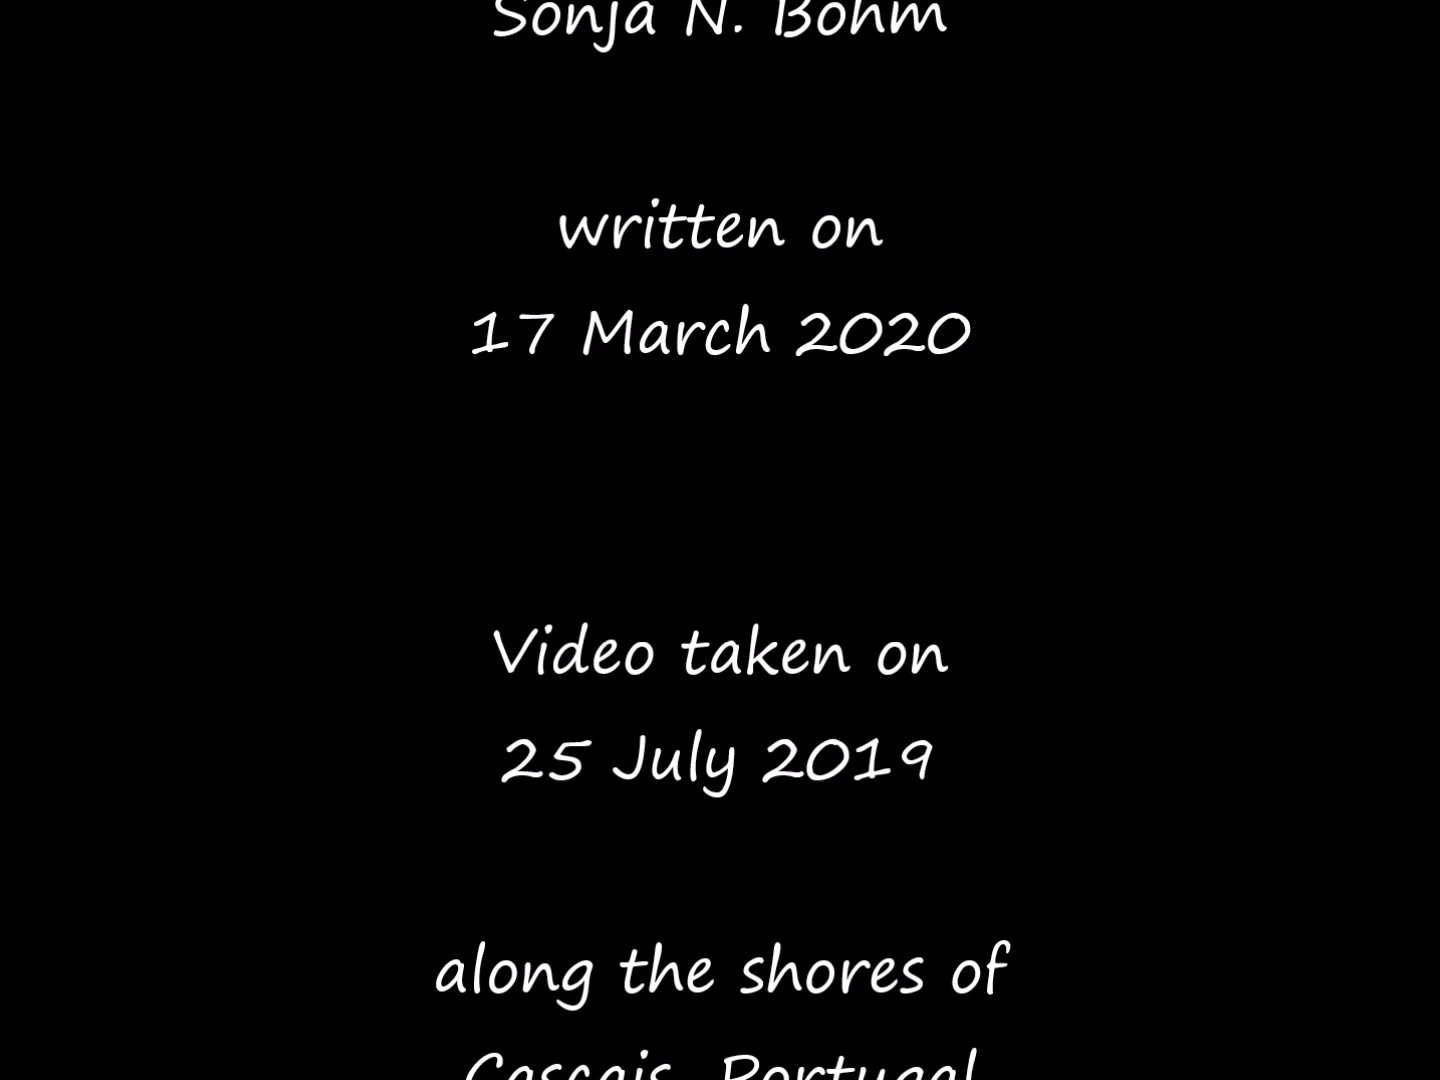 Sonja N. Bohm
written on
17 March 2020
Video taken on
25 July 2019
along the shores of
Cascais, Portugal